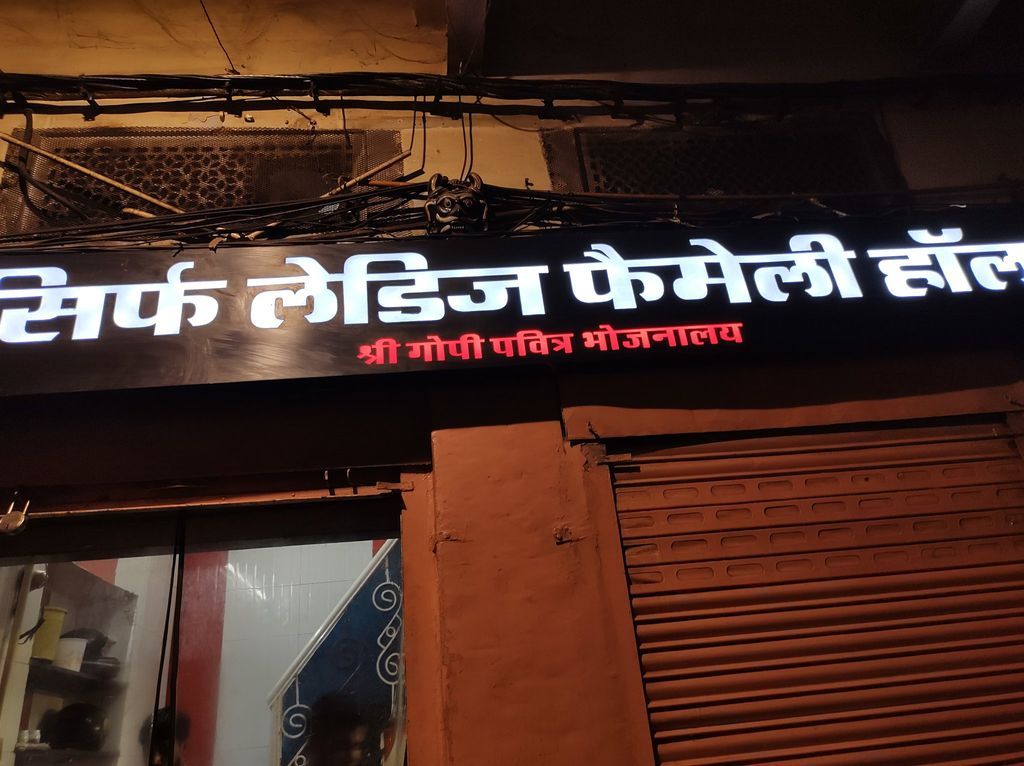 सिर्फ लेडिज फैमेली हॉल
श्री गोपी पवित्र भोजनालय